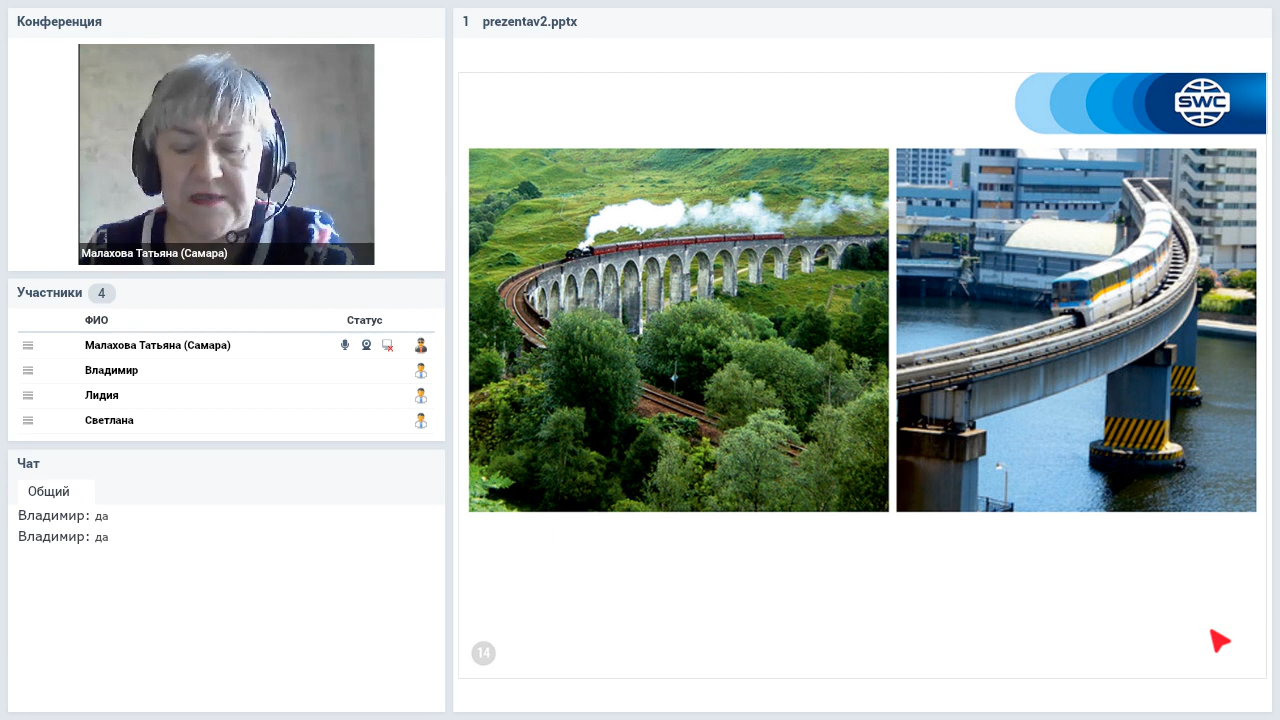 Конференция
Малахова Татьяна (Самара)
Участники 4
ФИО Статус
Малахова Татьяна (Самара)
Владимир
Лидия
Светлана
Чат
Общий
Владимир: да
Владимир: да
1 prezentav2.pptx
SWC
14